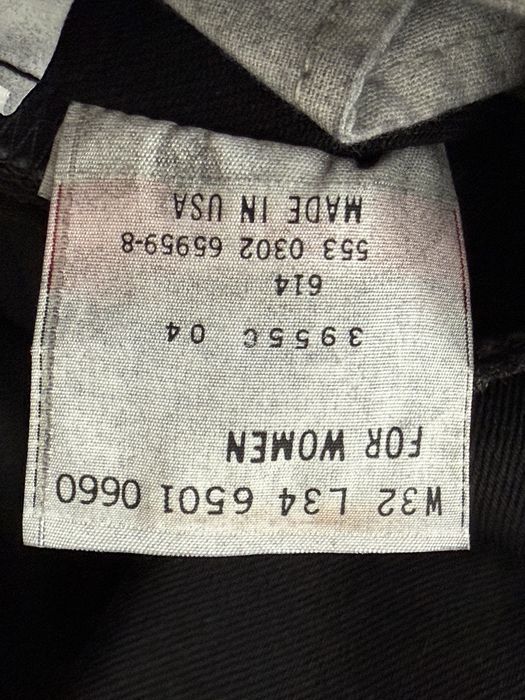 W32 L34 6501 0660
FOR WOMEN
3955C 04
614
553 0302 65959-8
MADE IN USA